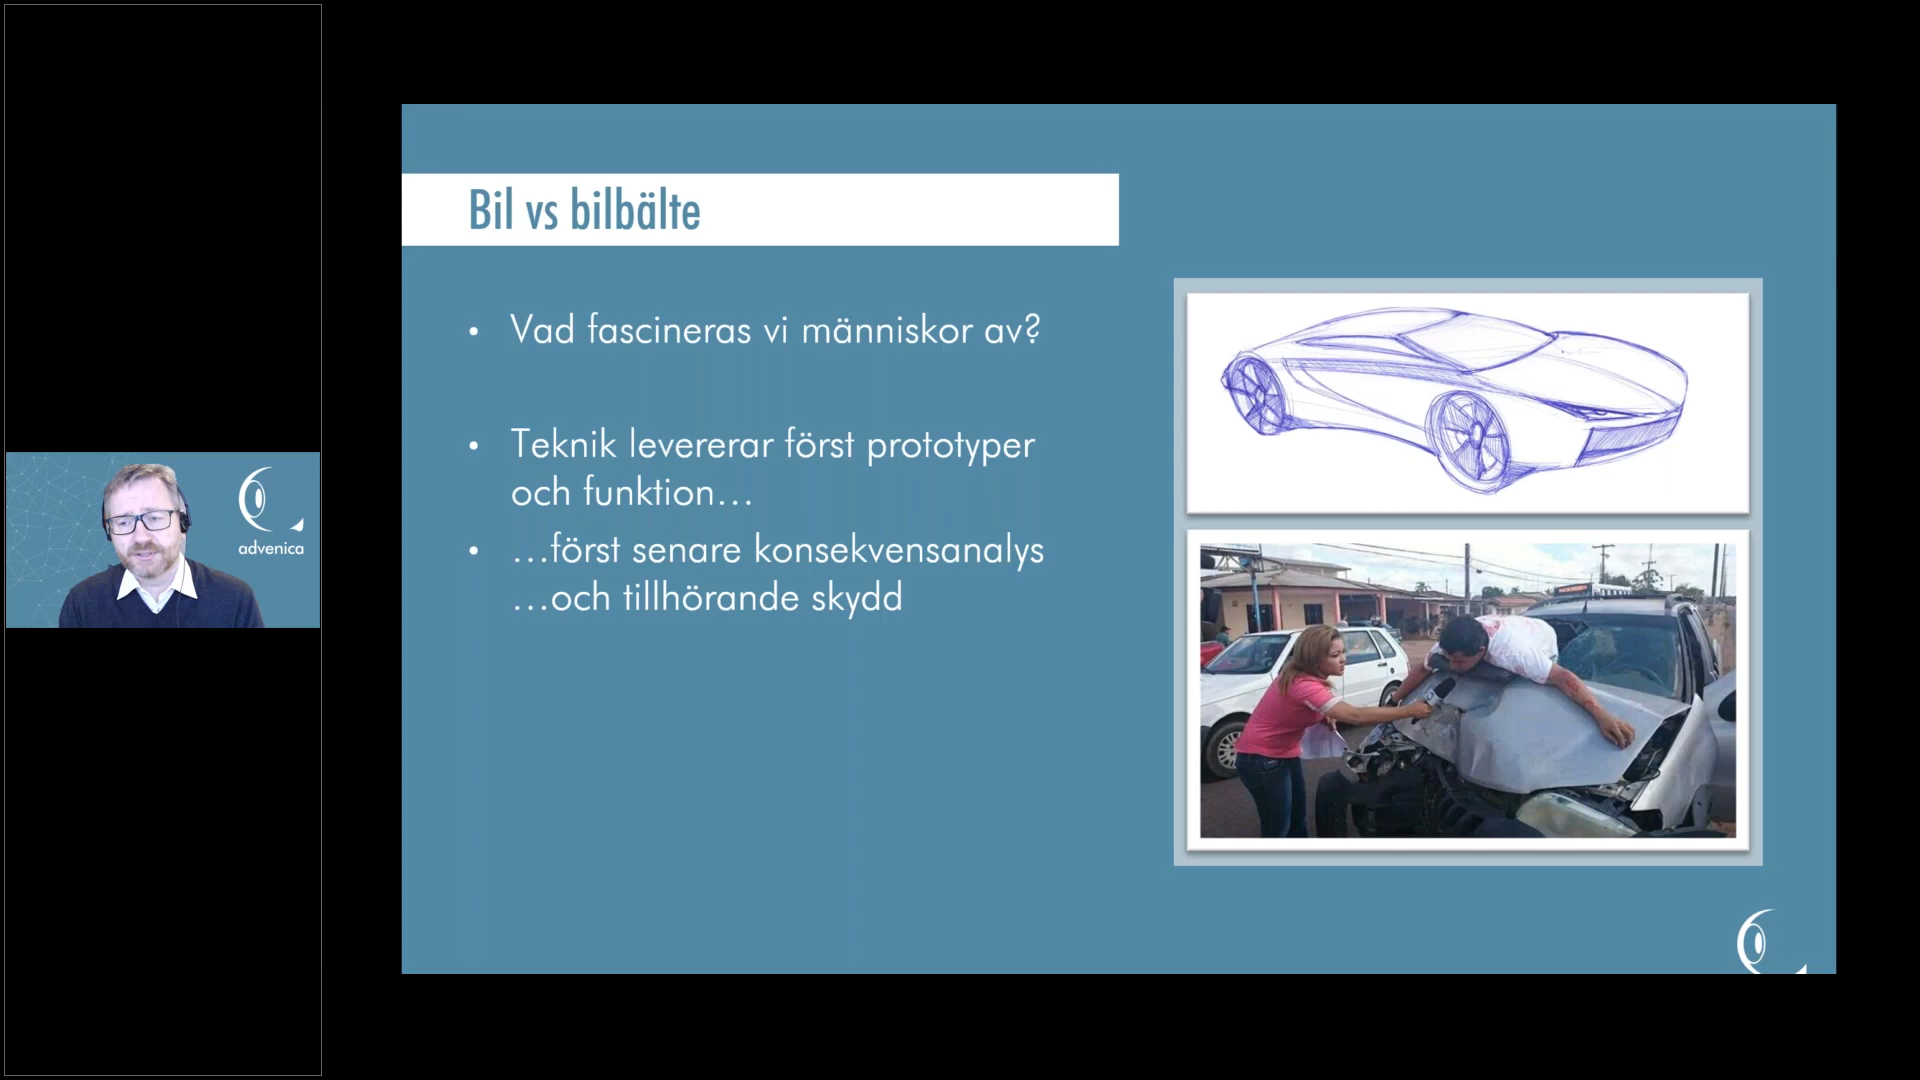 Bil vs bilbälte
• Vad fascineras vi människor av?
• Teknik levererar först prototyper
och funktion...
• ...först senare konsekvensanalys
...och tillhörande skydd
advenica